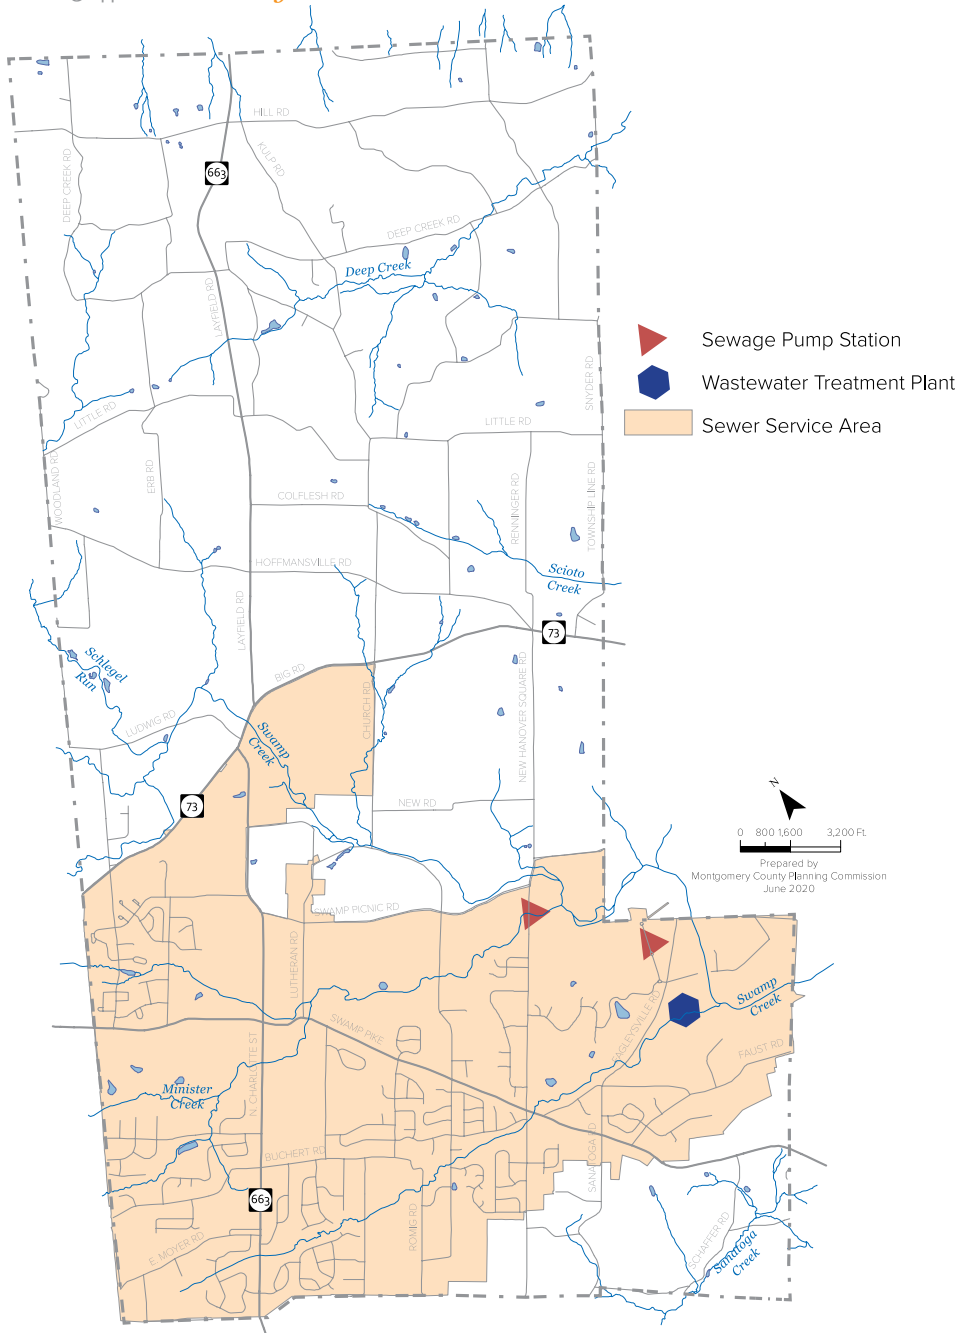 HILL RD
KULP RD
663
DEEP CREEK RD
DEEP CREEK RD
Deep Creek
LAYFIELD RD
Sewage Pump Station
Wastewater Treatment Plant
Sewer Service Area
SNYDER RD
LITTLE RD
LITTLE RD
WOODLAND RD
ERB RD
COLFLESH RD
RENNINGER RD
TOWNSHIP LINE RD
HOFFMANSVILLE RD
Scioto
Creek
LAYFIELD RD
73
Schlegel
Run
BIG RD
CHURCH RD
NEW HANOVER SQUARE RD
LUDWIG RD
Swamp
Creek
73
NEW RD
N
0 800 1,600 3,200 Ft.
Prepared by
Montgomery County Planning Commission
June 2020
SWAMP PICNIC RD
LUTHERAN RD
SWAMP PIKE
EAGLEYSVILLE RD
Swamp
Creek
FAUST RD
Minister
Creek
N. CHARLOTTE ST
BUCHERT RD
SANATOGA RD
663
E. MOYER RD
ROMIG RD
SCHAFFER RD
Sanatoga
Creek